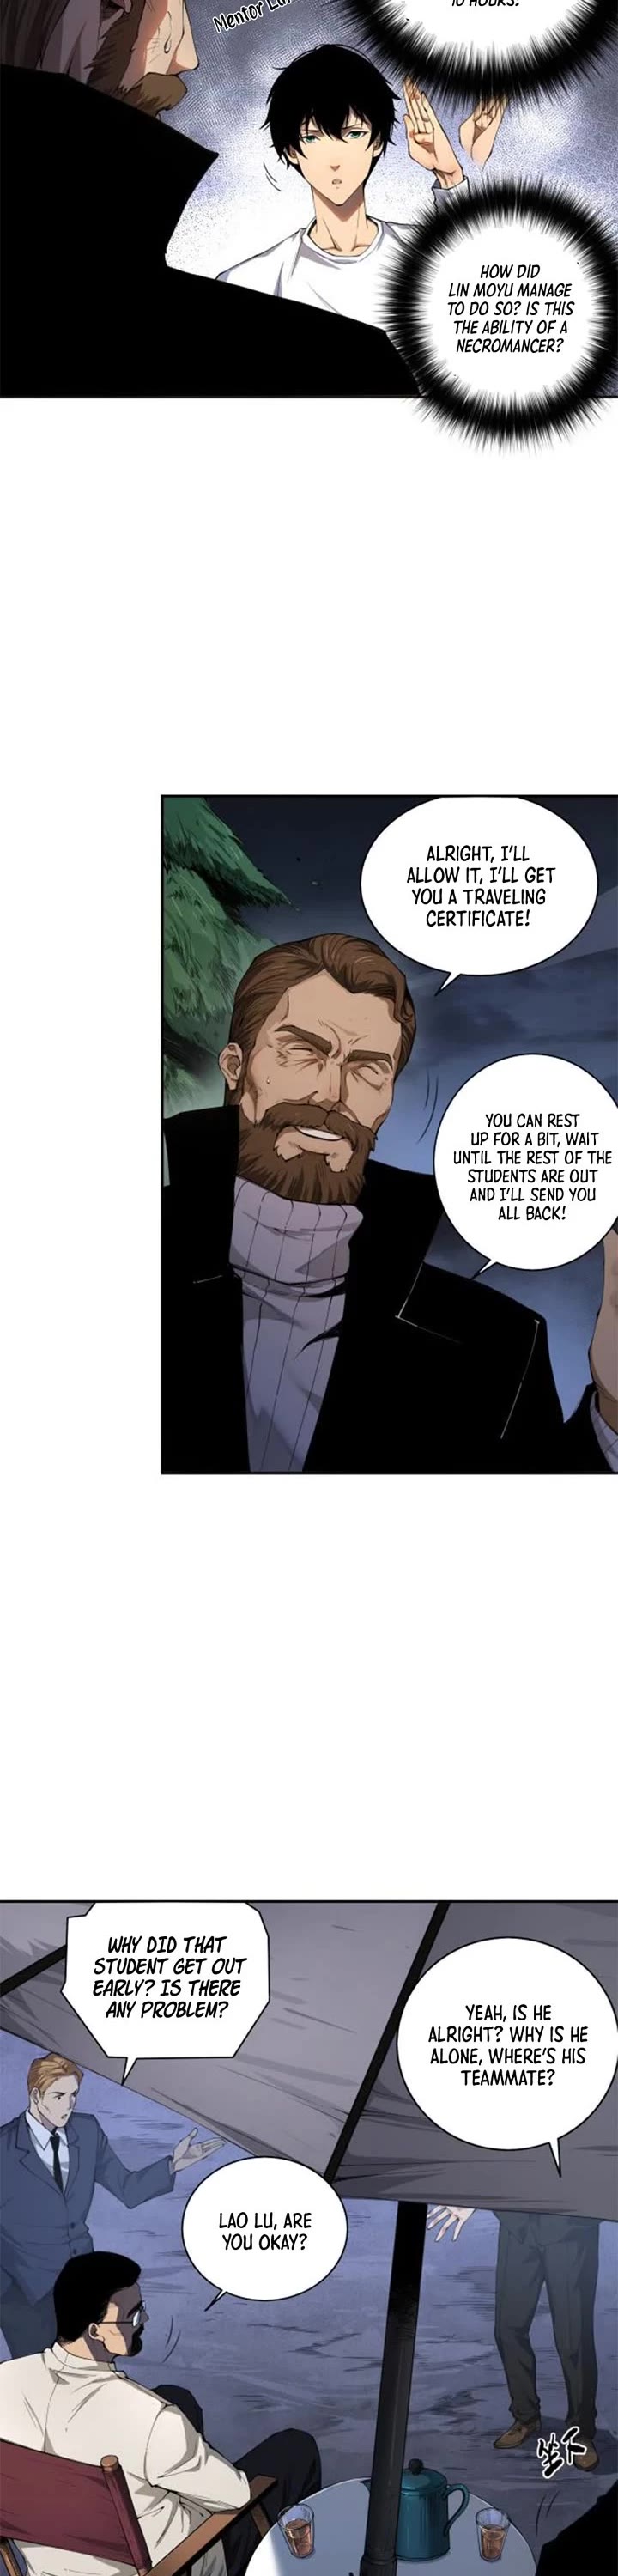 10 HOURS.
Mentor Lin.
HOW DID
LIN MOYU MANAGE
TO DO SO? IS THIS
THE ABILITY OF A
NECROMANCER?
ALRIGHT, I'LL
ALLOW IT, I'LL GET
YOU A TRAVELING
CERTIFICATE!
YOU CAN REST
UP FOR A BIT, WAIT
UNTIL THE REST OF THE
STUDENTS ARE OUT
AND I'LL SEND YOU
ALL BACK!
WHY DID THAT
STUDENT GET OUT
EARLY? IS THERE
ANY PROBLEM?
YEAH, IS HE
ALRIGHT? WHY IS HE
ALONE, WHERE'S HIS
TEAMMATE?
LAO LU, ARE
YOU OKAY?
坐下